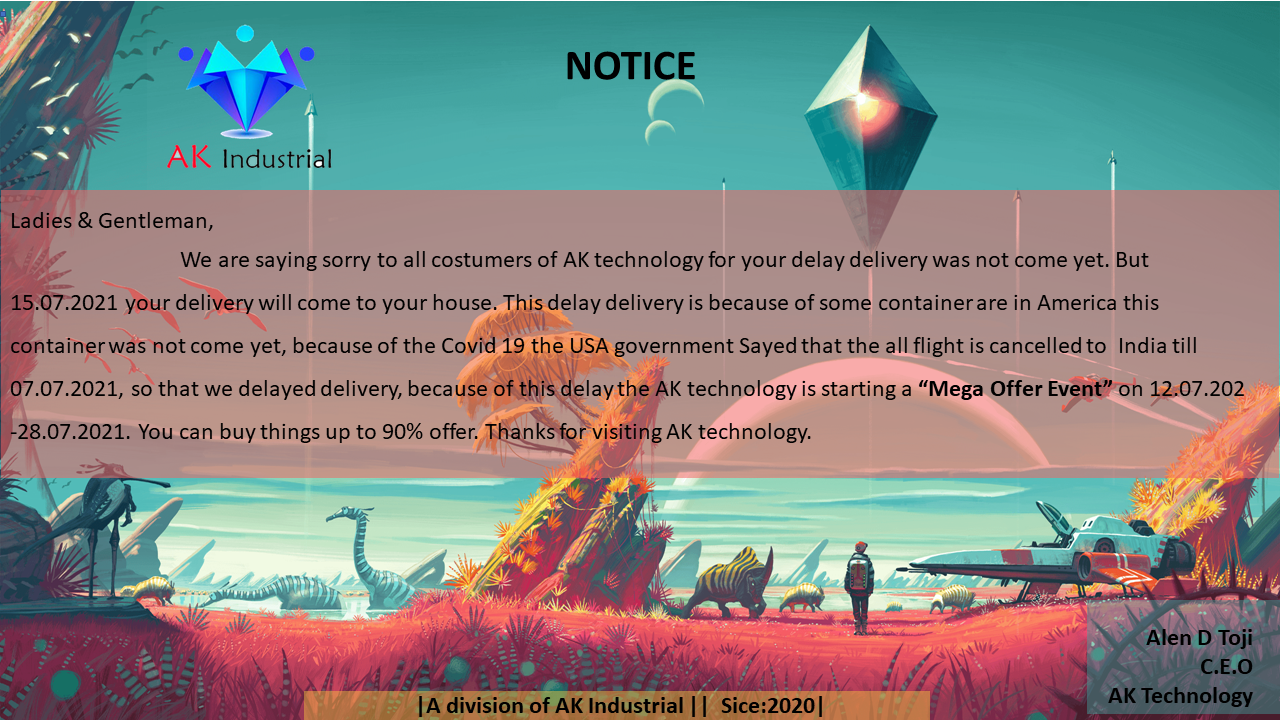 NOTICE
AK Industrial
Ladies & Gentleman,
We are saying sorry to all costumers of AK technology for your delay delivery was not come yet. But
15.07.2021 your delivery will come to your house. This delay delivery is because of some container are in America this
container was not come yet, because of the Covid 19 the USA government Sayed that the all flight is cancelled to India till
07.07.2021, so that we delayed delivery, because of this delay the AK technology is starting a “Mega Offer Event” on 12.07.202
-28.07.2021. You can buy things up to 90% offer. Thanks for visiting AK technology.
Alen D Toji
C.E.O
AK Technology
|A division of AK Industrial || Sice:2020|